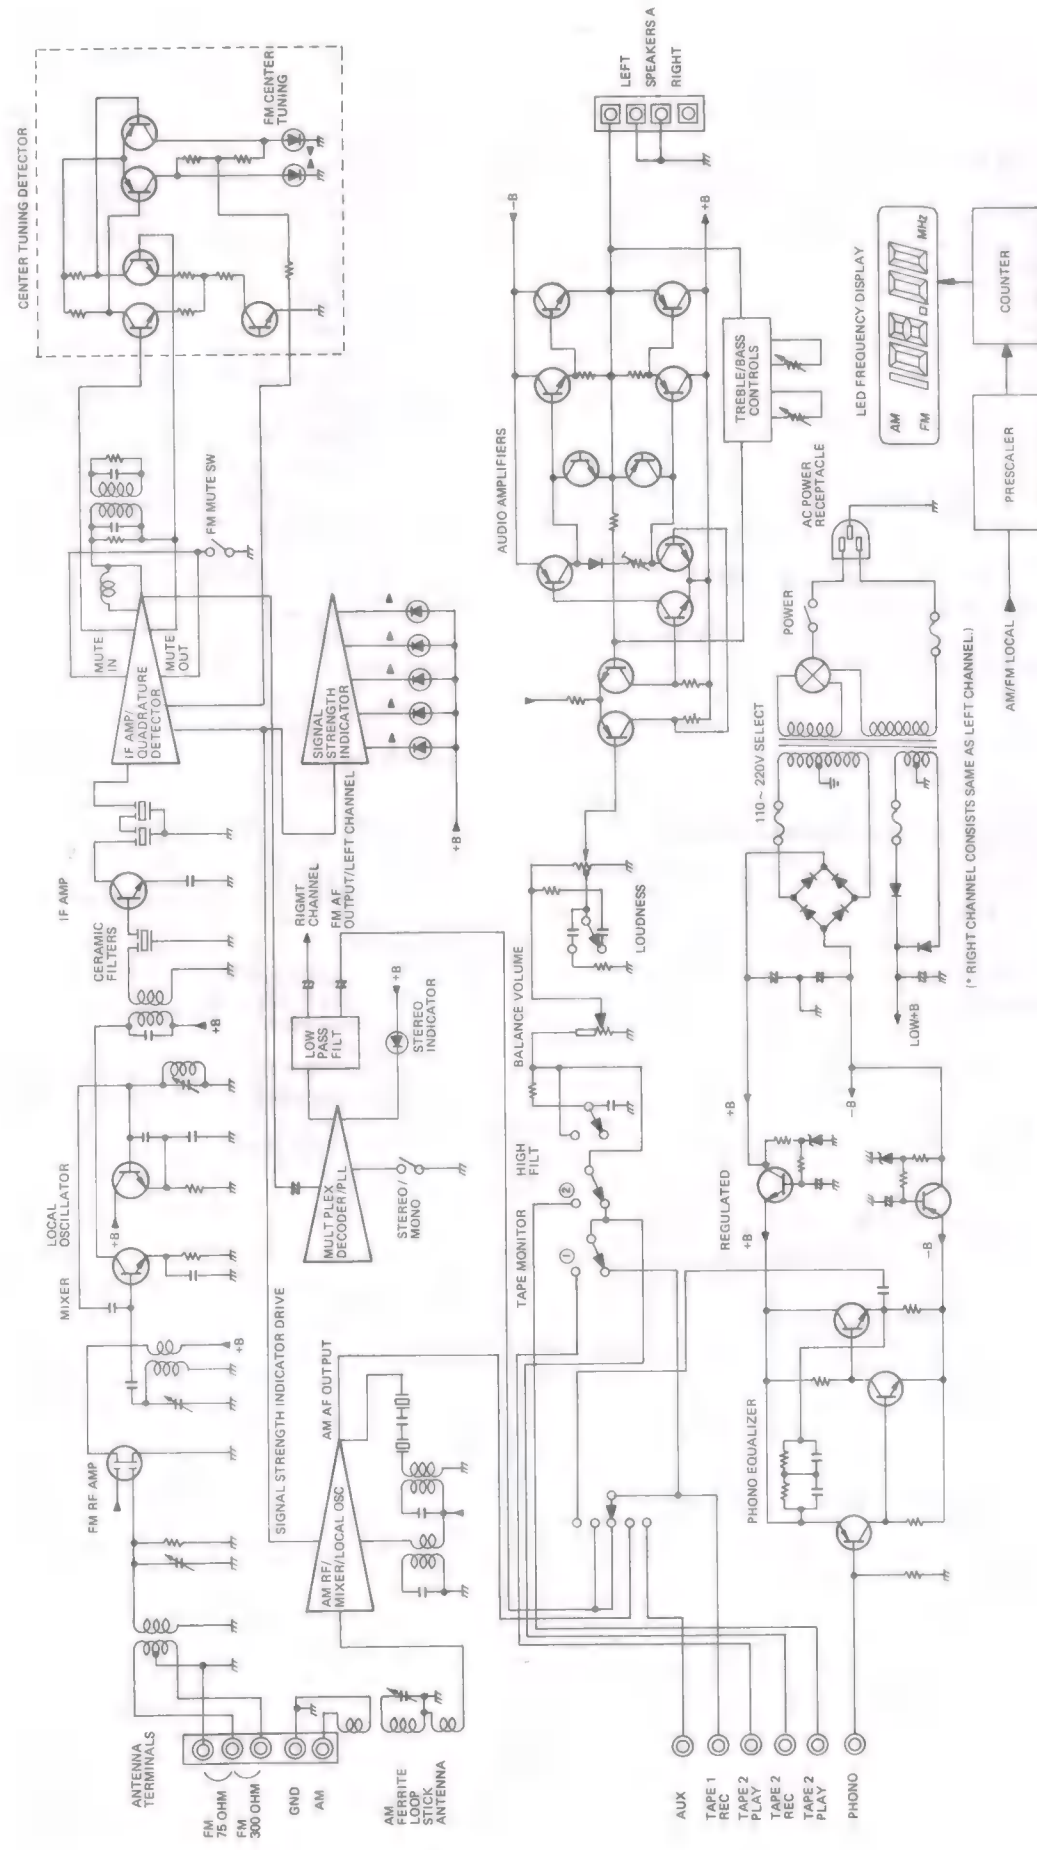 CENTER TUNING DETECTOR
FM CENTER
TUNING
FM MUTE SW
MUTE
IN
MUTE
OUT
IF AMP/
QUADRATURE
DETECTOR
IF AMP
CERAMIC
FILTERS
+B
LOCAL
OSCILLATOR
+B
MIXER
+B
FM RF AMP
ANTENNA
TERMINALS
FM
75 OHM
FM
300 OHM
GND
AM
AM
FERRITE
LOOP
STICK
ANTENNA
SIGNAL STRENGTH INDICATOR DRIVE
AM RF/
MIXER/LOCAL OSC
AM AF OUTPUT
MULTIPLEX
DECODER/PLL
STEREO/
MONO
LOW
PASS
FILT
RIGMT
CHANNEL
FM AF
OUTPUT/LEFT CHANNEL
+B
STEREO
INDICATOR
SIGNAL
STRENGTH
INDICATOR
+B
LEFT
SPEAKERS A
RIGHT
AUDIO AMPLIFIERS
-B
+B
TREBLE/BASS
CONTROLS
LOUDNESS
BALANCE VOLUME
HIGH
FILT
TAPE MONITOR
1
2
AUX
TAPE 1
REC
TAPE 2
PLAY
TAPE 2
REC
TAPE 2
PLAY
PHONO
PHONO EQUALIZER
REGULATED
+B
-B
+B
-B
LOW+B
110 ~ 220V SELECT
POWER
AC POWER
RECEPTACLE
LED FREQUENCY DISPLAY
AM
FM
108.00 MHz
COUNTER
PRESCALER
AM/FM LOCAL
(* RIGHT CHANNEL CONSISTS SAME AS LEFT CHANNEL.)